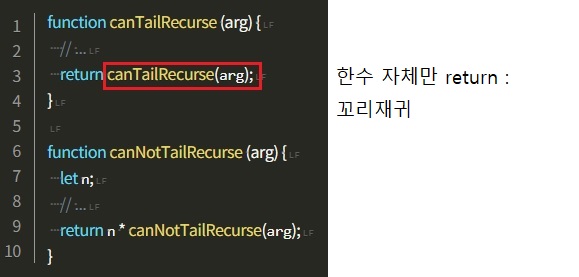 1 function canTailRecurse (arg) { LF
2 // :... LF
3 return canTailRecurse(arg); LF
4 } LF
5 LF
6 function canNotTailRecurse (arg) { LF
7 let n; LF
8 // :... LF
9 return n * canNotTailRecurse(arg); LF
10 }
한수 자체만 return :
꼬리재귀